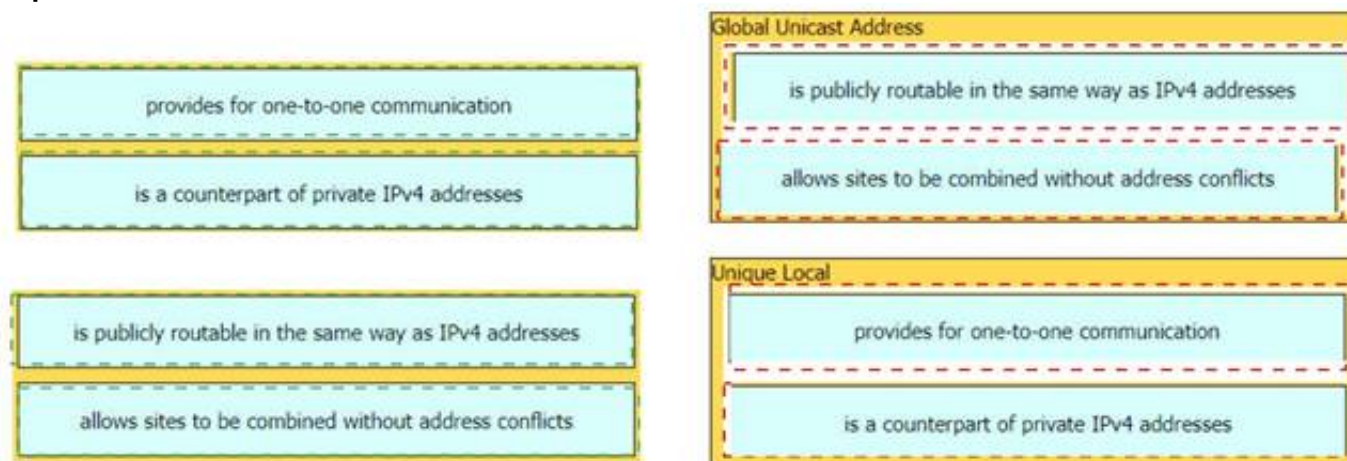 provides for one-to-one communication
is a counterpart of private IPv4 addresses
is publicly routable in the same way as IPv4 addresses
allows sites to be combined without address conflicts
Global Unicast Address
is publicly routable in the same way as IPv4 addresses
allows sites to be combined without address conflicts
Unique Local
provides for one-to-one communication
is a counterpart of private IPv4 addresses